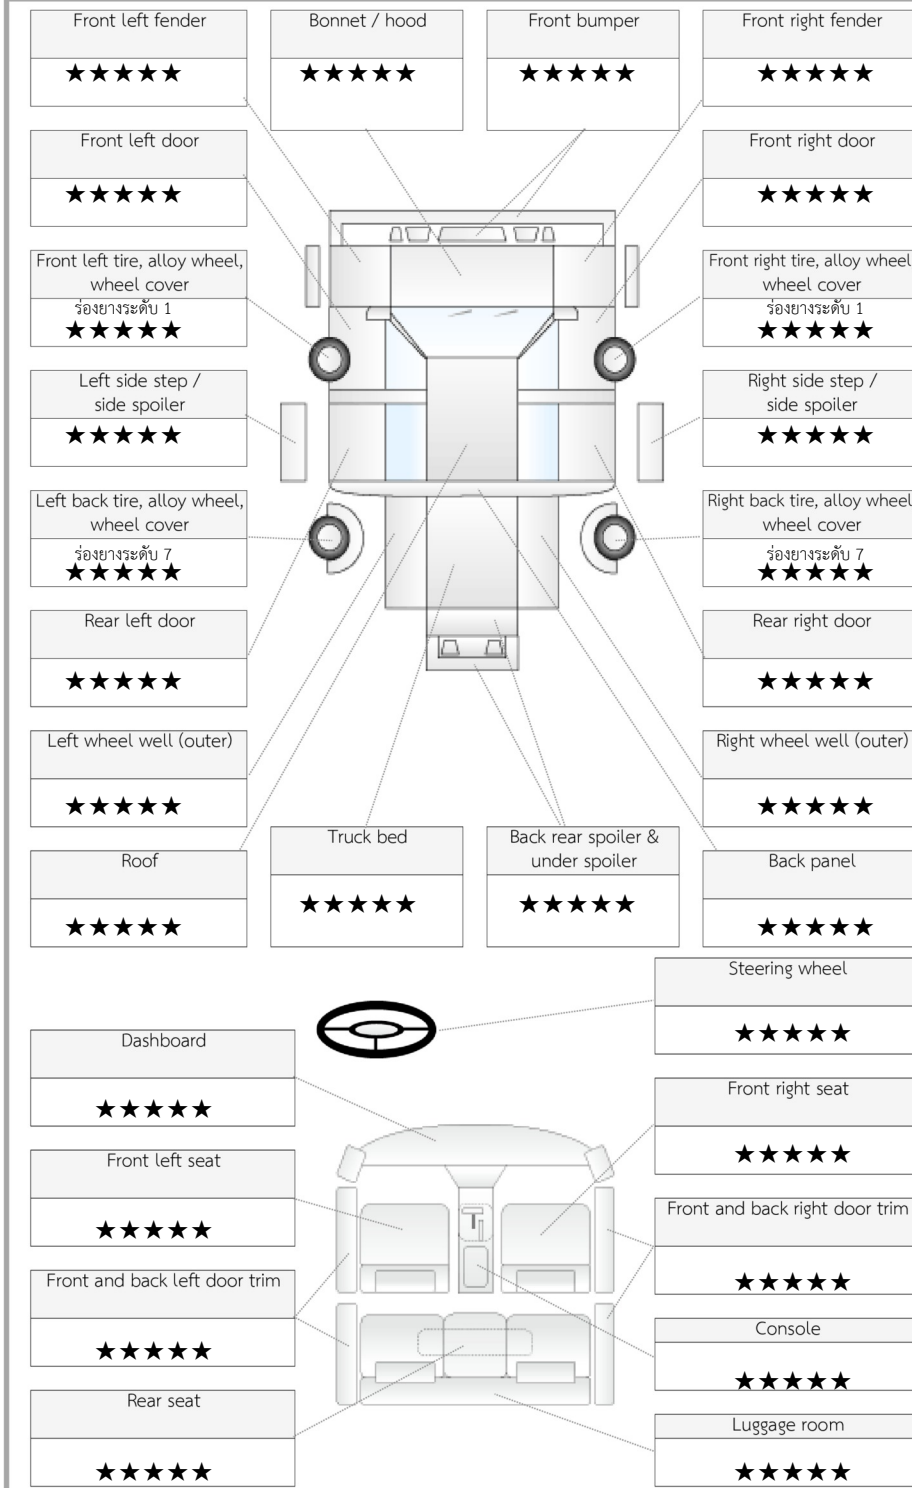 Front left fender
★★★★★
Bonnet / hood
★★★★★
Front bumper
★★★★★
Front right fender
★★★★★
Front left door
★★★★★
Front right door
★★★★★
Front left tire, alloy wheel,
wheel cover
ร่องยางระดับ 1
★★★★★
Front right tire, alloy wheel
wheel cover
ร่องยางระดับ 1
★★★★★
Left side step /
side spoiler
★★★★★
Right side step /
side spoiler
★★★★★
Left back tire, alloy wheel,
wheel cover
ร่องยางระดับ 7
★★★★★
Right back tire, alloy wheel
wheel cover
ร่องยางระดับ 7
★★★★★
Rear left door
★★★★★
Rear right door
★★★★★
Left wheel well (outer)
★★★★★
Right wheel well (outer)
★★★★★
Roof
★★★★★
Truck bed
★★★★★
Back rear spoiler &
under spoiler
★★★★★
Back panel
★★★★★
Steering wheel
★★★★★
Dashboard
★★★★★
Front right seat
★★★★★
Front left seat
★★★★★
Front and back right door trim
★★★★★
Front and back left door trim
★★★★★
Console
★★★★★
Rear seat
★★★★★
Luggage room
★★★★★